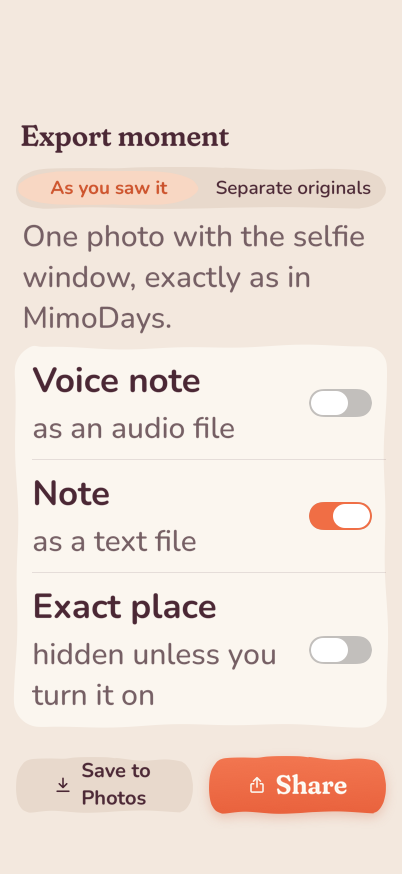 Export moment
As you saw it
Separate originals
One photo with the selfie
window, exactly as in
MimoDays.
Voice note
as an audio file
Note
as a text file
Exact place
hidden unless you
turn it on
Save to
Photos
Share